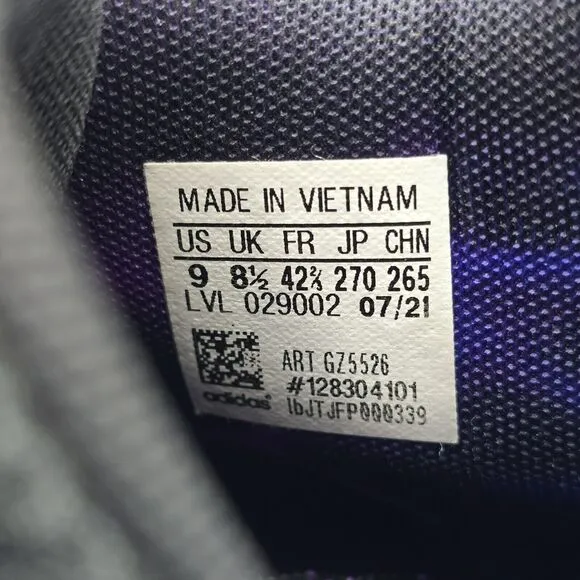 MADE IN VIETNAM
US UK FR JP CHN
9 8½ 42⅔ 270 265
LVL 029002 07/21
ART GZ5526
#128304101
adidas
lbJTJFP000339